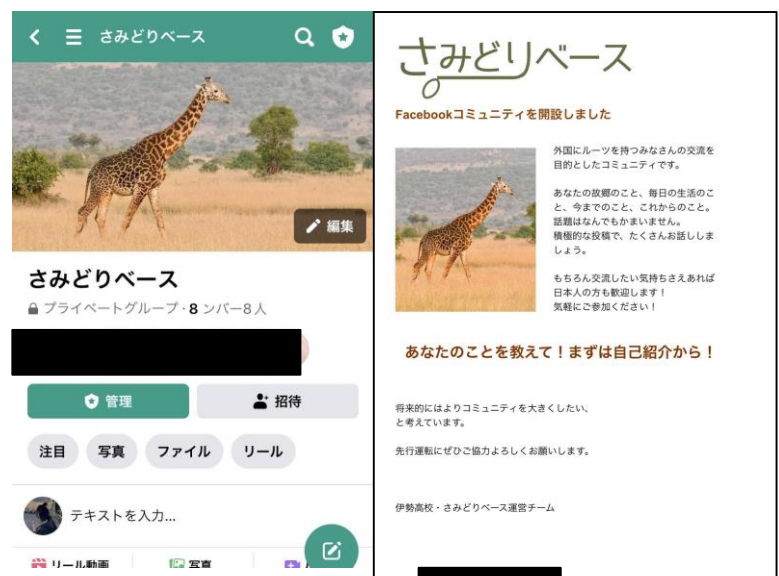 さみどりベース
編集
さみどりベース
プライベートグループ・8 ンバー8人
管理
招待
注目
写真
ファイル
リール
テキストを入力...
リール動画
写真
さみどりベース
Facebookコミュニティを開設しました
外国にルーツを持つみなさんの交流を
目的としたコミュニティです。
あなたの故郷のこと、毎日の生活のこ
と、今までのこと、これからのこと。
話題はなんでもかまいません。
積極的な投稿で、たくさんお話ししま
しょう。
もちろん交流したい気持ちさえあれば
日本人の方も歓迎します！
気軽にご参加ください！
あなたのことを教えて！まずは自己紹介から！
将来的にはよりコミュニティを大きくしたい、
と考えています。
先行運転にぜひご協力よろしくお願いします。
伊勢高校・さみどりベース運営チーム